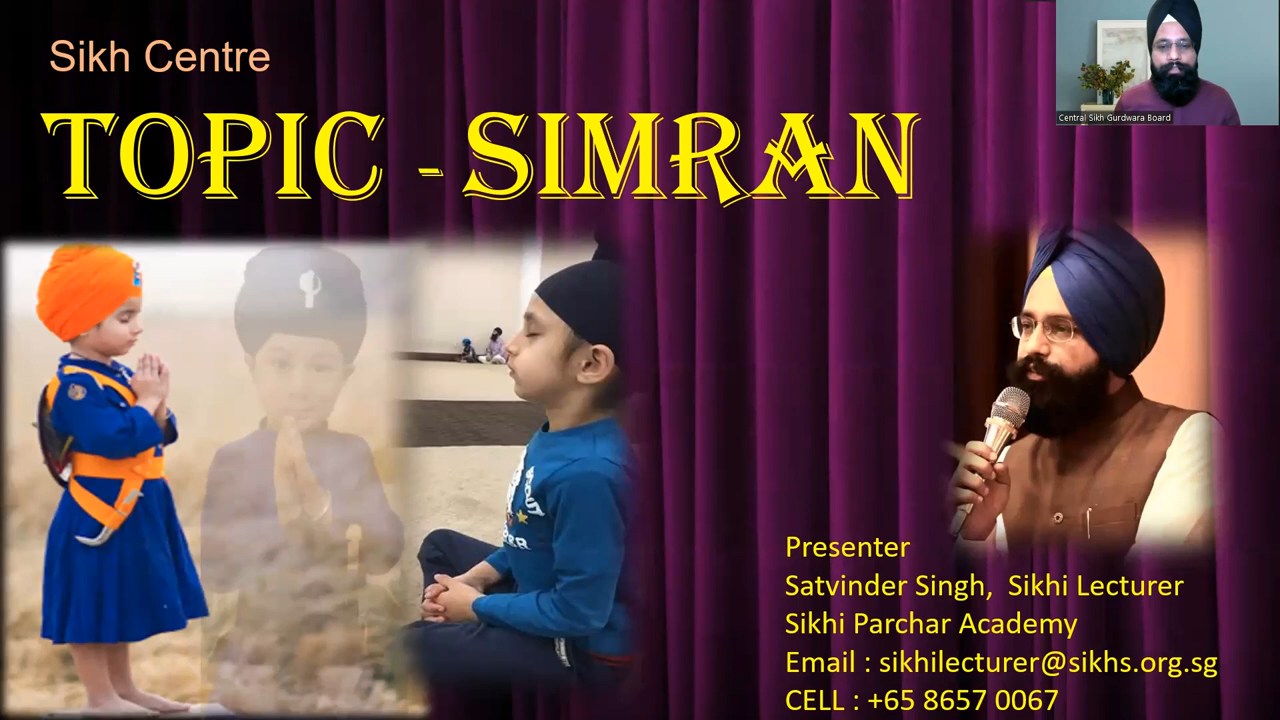 Sikh Centre
TOPIC - SIMRAN
Central Sikh Gurdwara Board
Presenter
Satvinder Singh, Sikhi Lecturer
Sikhi Parchar Academy
Email : sikhilecturer@sikhs.org.sg
CELL : +65 8657 0067